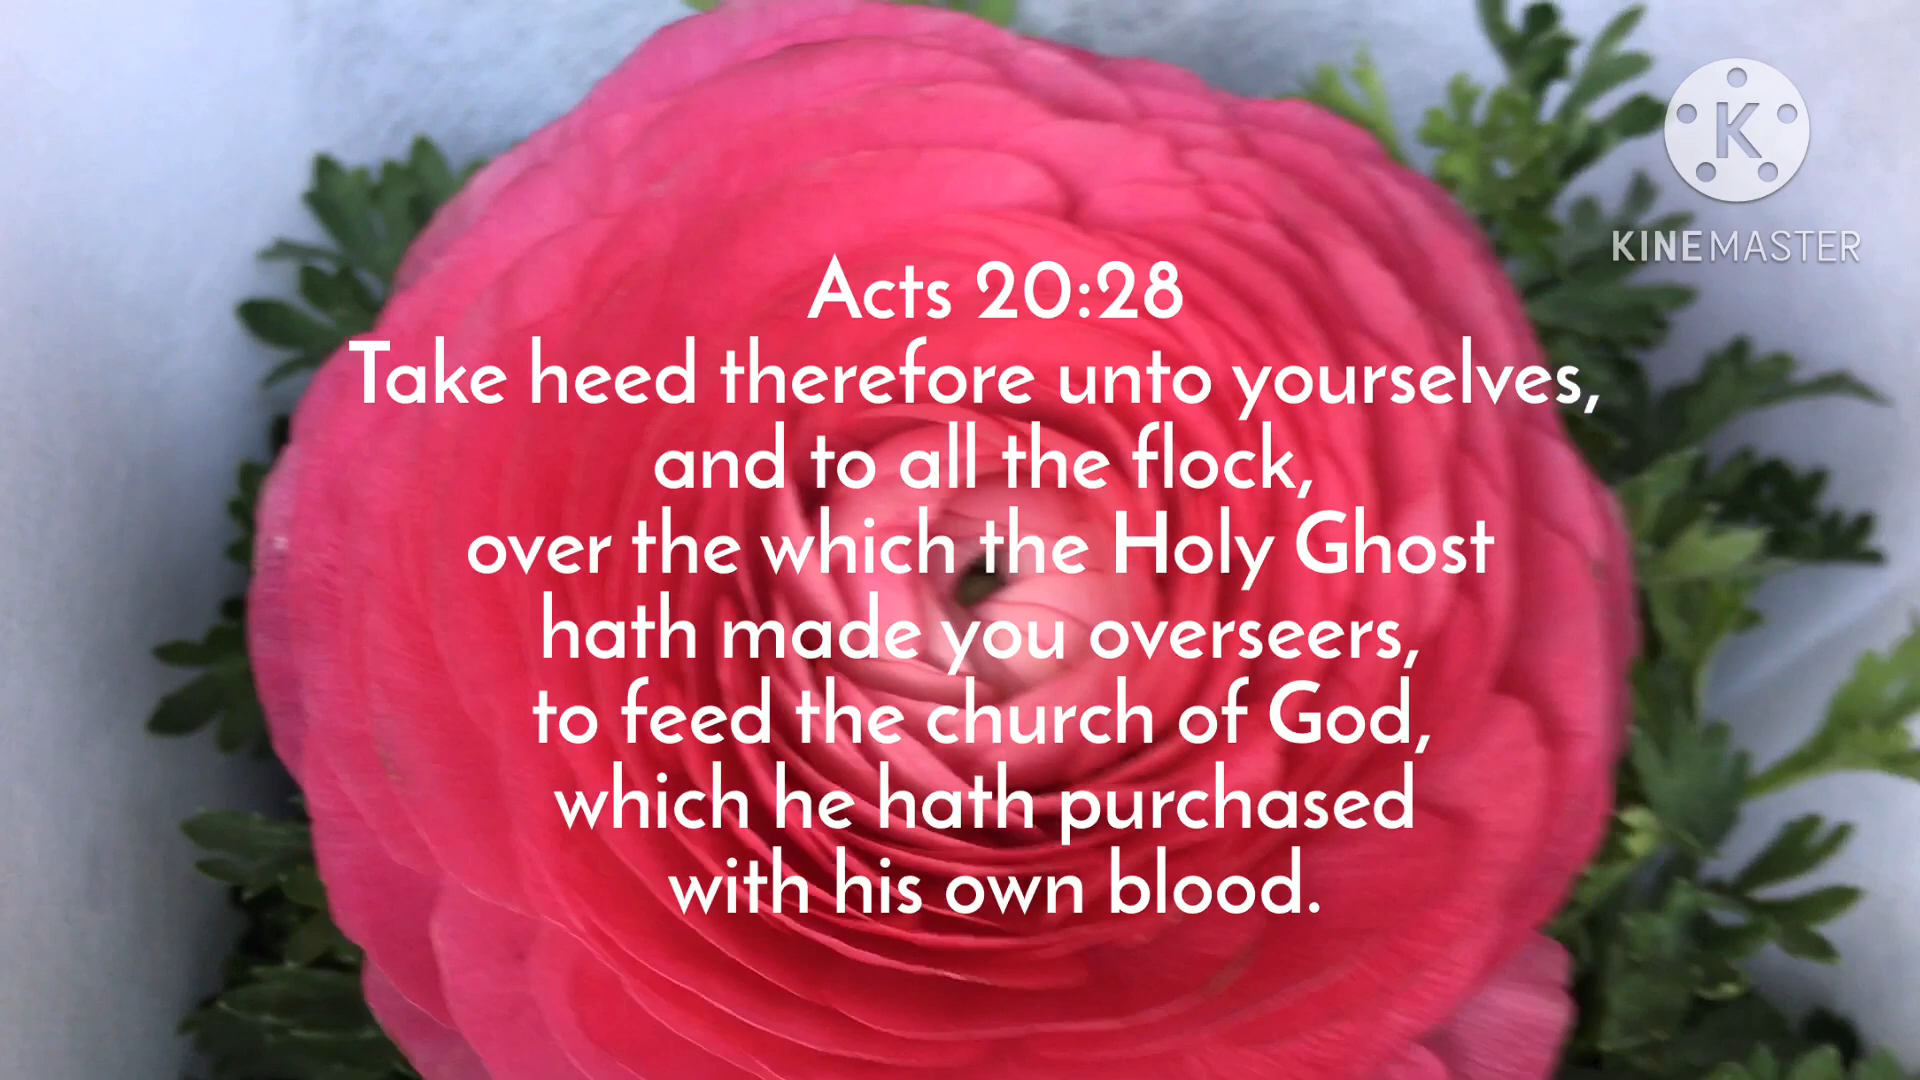 K
KINEMASTER
Acts 20:28
Take heed therefore unto yourselves,
and to all the flock,
over the which the Holy Ghost
hath made you overseers,
to feed the church of God,
which he hath purchased
with his own blood.